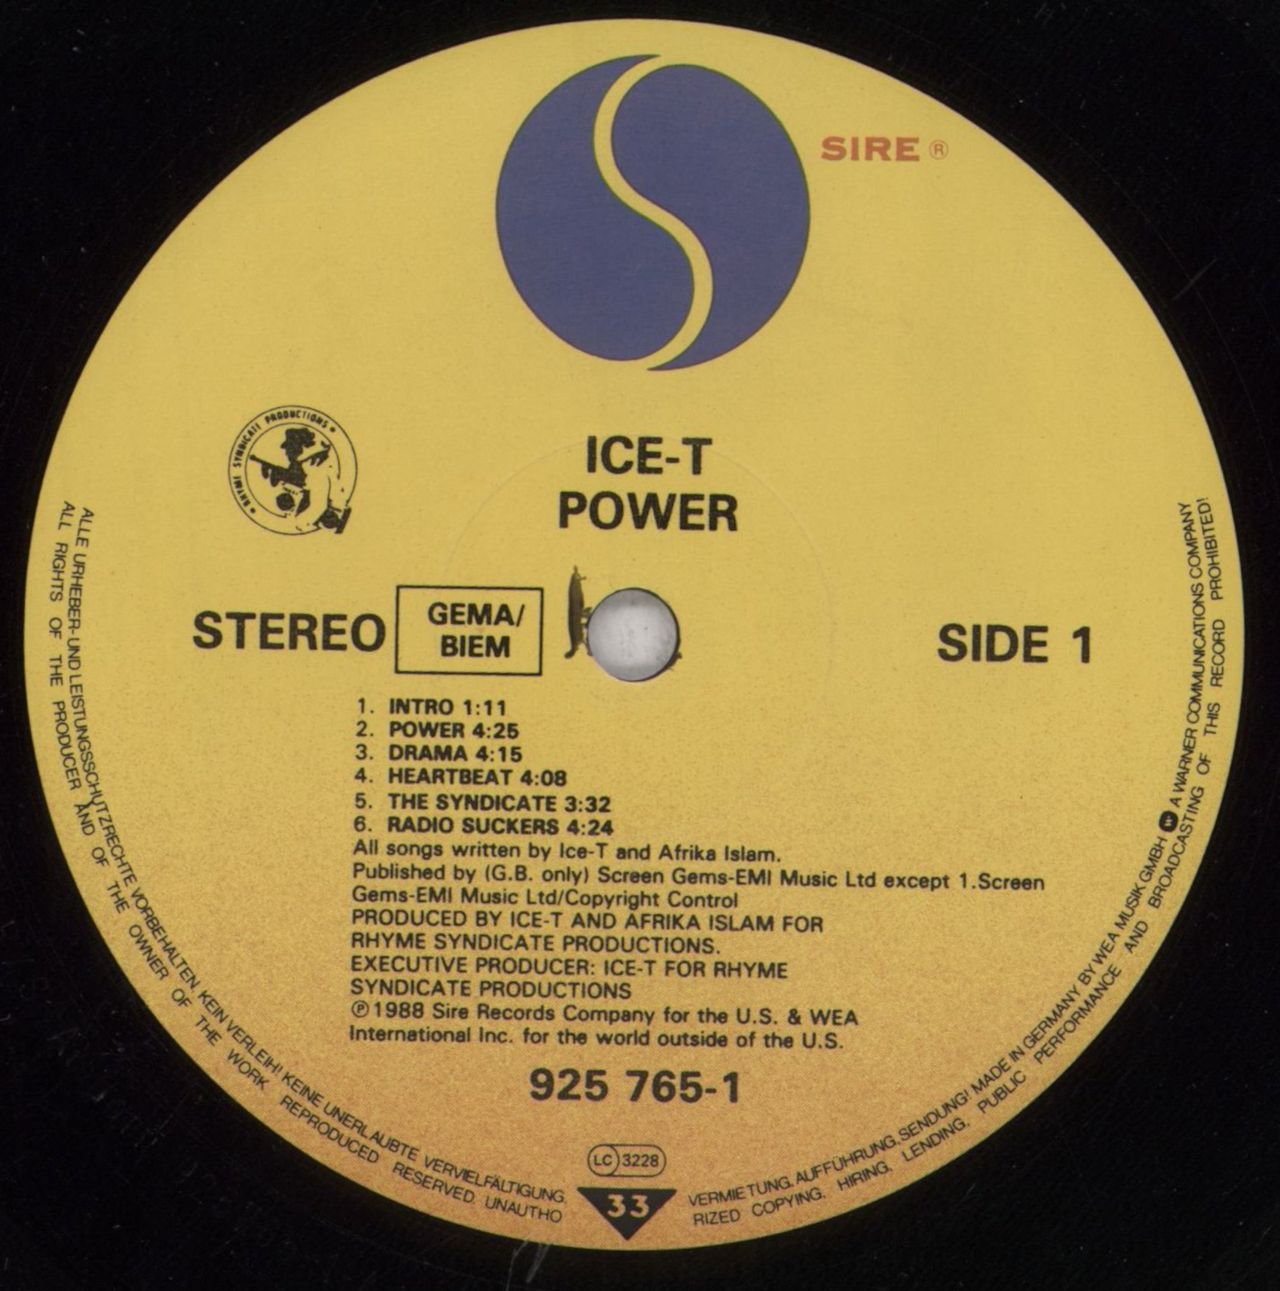 SIRE ®
RHYME SYNDICATE PRODUCTIONS
ICE-T
POWER
STEREO
GEMA/
BIEM
SIDE 1
1. INTRO 1:11
2. POWER 4:25
3. DRAMA 4:15
4. HEARTBEAT 4:08
5. THE SYNDICATE 3:32
6. RADIO SUCKERS 4:24
All songs written by Ice-T and Afrika Islam.
Published by (G.B. only) Screen Gems-EMI Music Ltd except 1.Screen
Gems-EMI Music Ltd/Copyright Control
PRODUCED BY ICE-T AND AFRIKA ISLAM FOR
RHYME SYNDICATE PRODUCTIONS.
EXECUTIVE PRODUCER: ICE-T FOR RHYME
SYNDICATE PRODUCTIONS
℗1988 Sire Records Company for the U.S. & WEA
International Inc. for the world outside of the U.S.
925 765-1
LC 3228
33
ALLE URHEBER-UND LEISTUNGSSCHUTZRECHTE VORBEHALTEN. KEIN VERLEIH! KEINE UNERLAUBTE VERVIELFÄLTIGUNG. VERMIETUNG. AUFFÜHRUNG. SENDUNG! MADE IN GERMANY BY WEA MUSIK GMBH W A WARNER COMMUNICATIONS COMPANY
ALL RIGHTS OF THE PRODUCER AND OF THE OWNER OF THE WORK REPRODUCED RESERVED. UNAUTHORIZED COPYING. HIRING. LENDING. PUBLIC PERFORMANCE AND BROADCASTING OF THIS RECORD PROHIBITED!